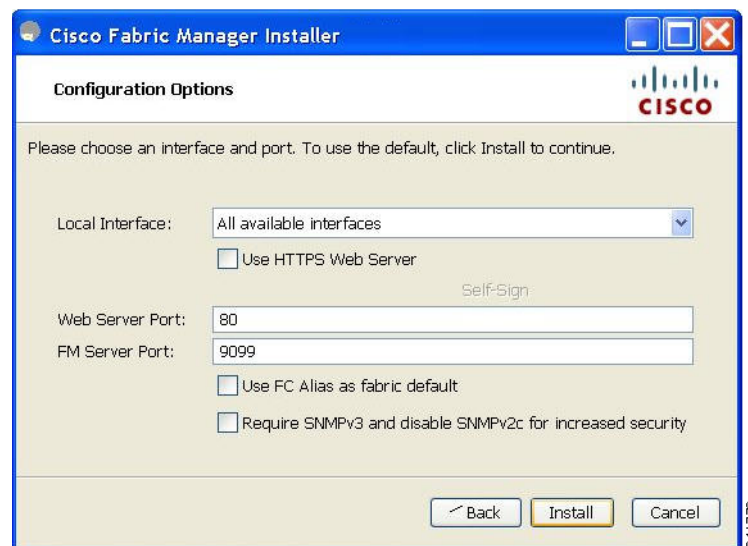 Cisco Fabric Manager Installer
Configuration Options
CISCO
Please choose an interface and port. To use the default, click Install to continue.
Local Interface: All available interfaces
Use HTTPS Web Server
Self-Sign
Web Server Port: 80
FM Server Port: 9099
Use FC Alias as fabric default
Require SNMPv3 and disable SNMPv2c for increased security
Back Install Cancel